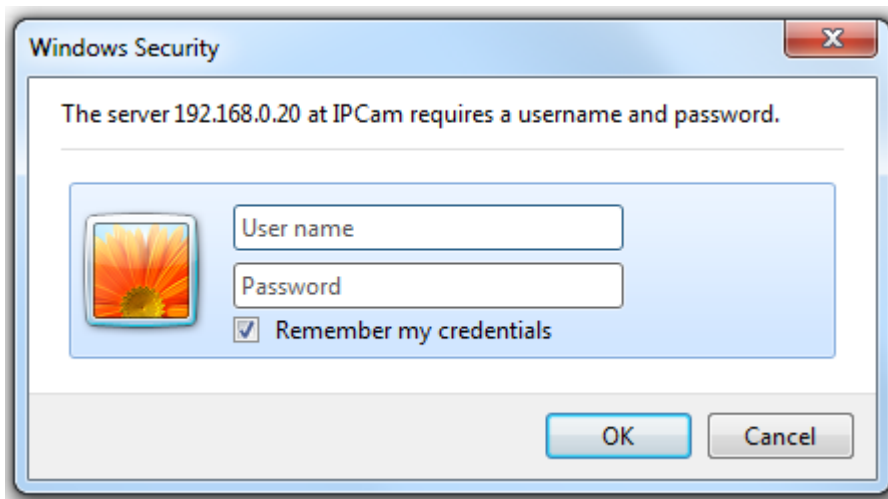 Windows Security
The server 192.168.0.20 at IPCam requires a username and password.
User name
Password
Remember my credentials
OK
Cancel